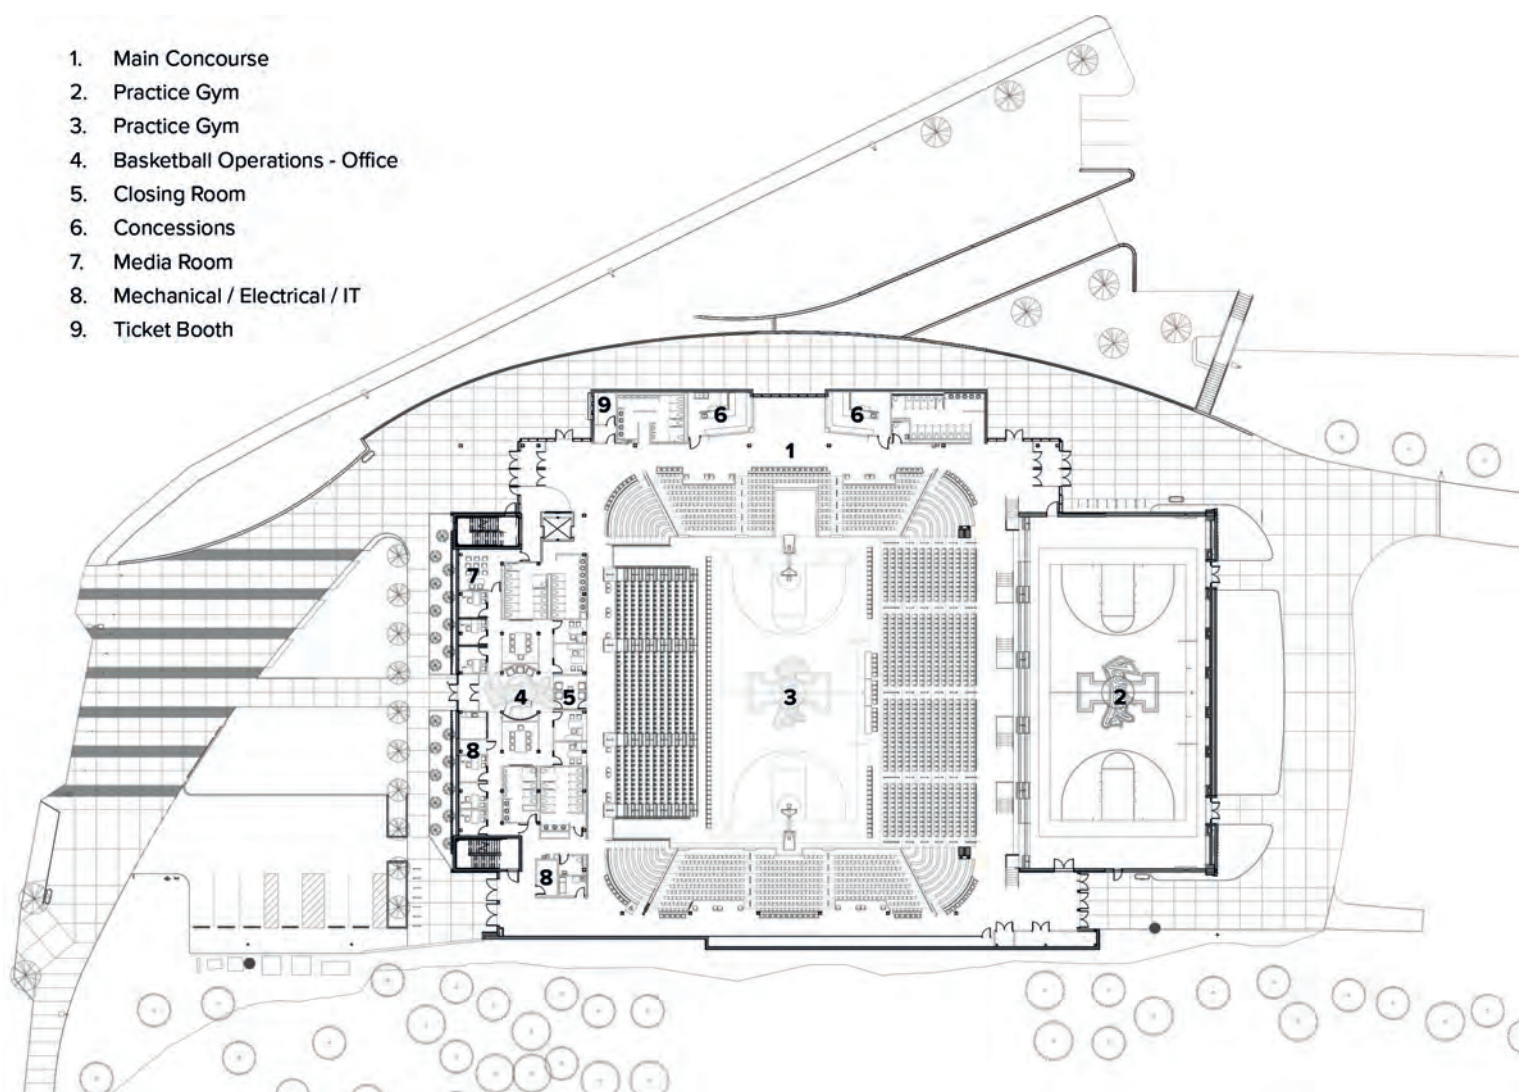 1. Main Concourse
2. Practice Gym
3. Practice Gym
4. Basketball Operations - Office
5. Closing Room
6. Concessions
7. Media Room
8. Mechanical / Electrical / IT
9. Ticket Booth
9
6
6
1
7
4
5
3
2
8
8